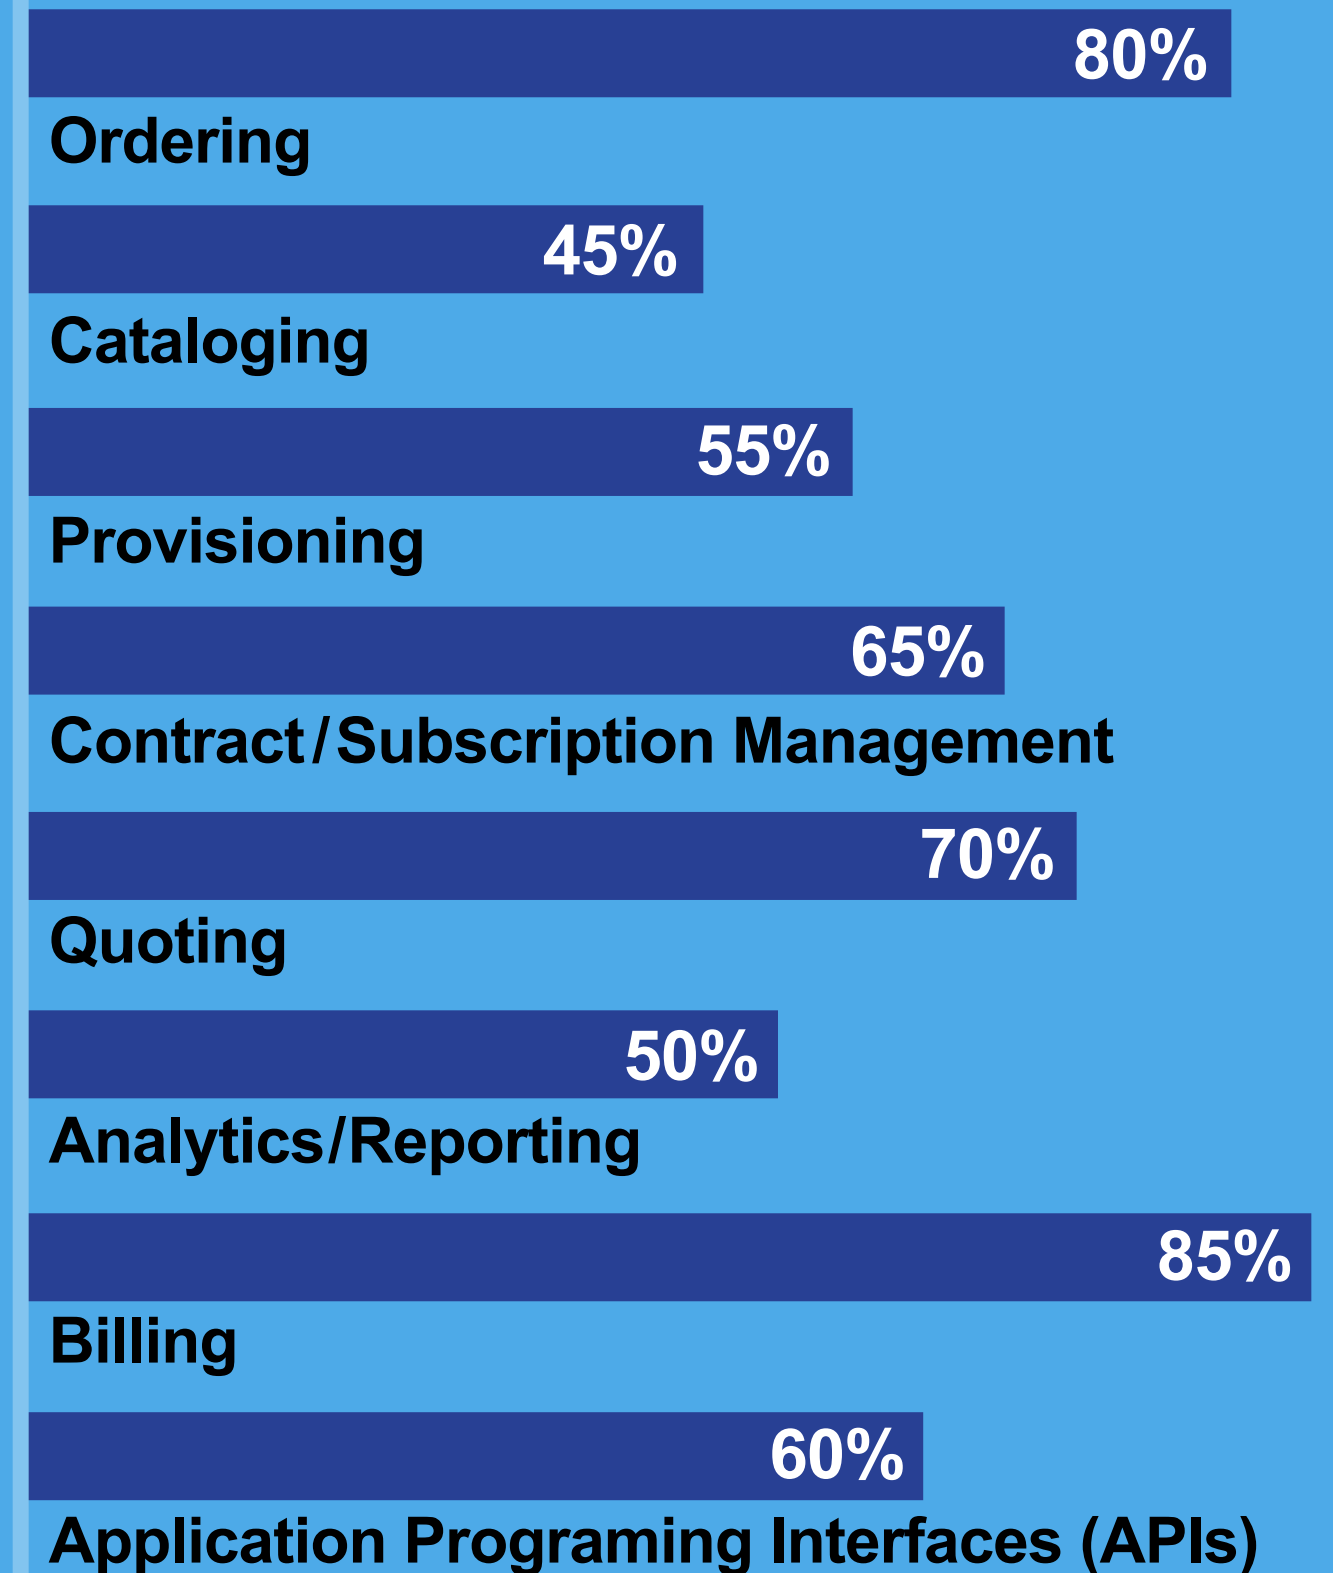 80%
Ordering
45%
Cataloging
55%
Provisioning
65%
Contract/Subscription Management
70%
Quoting
50%
Analytics/Reporting
85%
Billing
60%
Application Programing Interfaces (APIs)